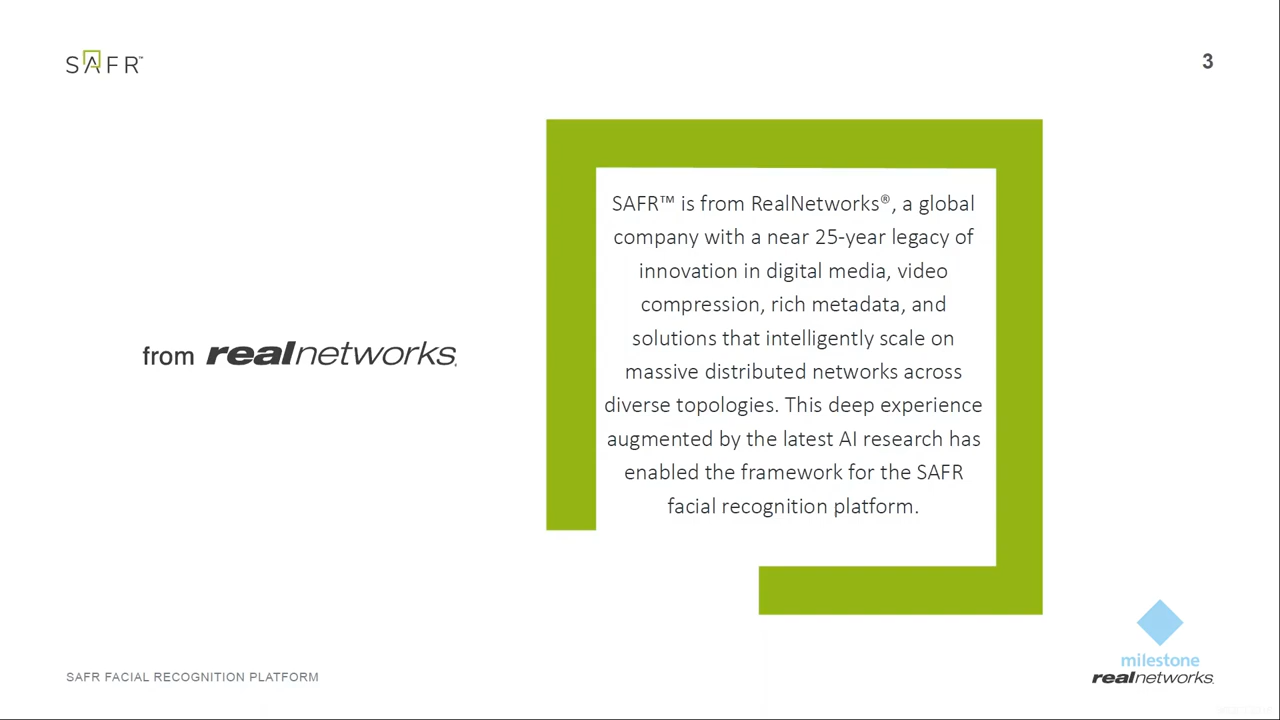 SAFR™
3
SAFR™ is from RealNetworks®, a global
company with a near 25-year legacy of
innovation in digital media, video
compression, rich metadata, and
solutions that intelligently scale on
massive distributed networks across
diverse topologies. This deep experience
augmented by the latest AI research has
enabled the framework for the SAFR
facial recognition platform.
from realnetworks.
SAFR FACIAL RECOGNITION PLATFORM
milestone
realnetworks.